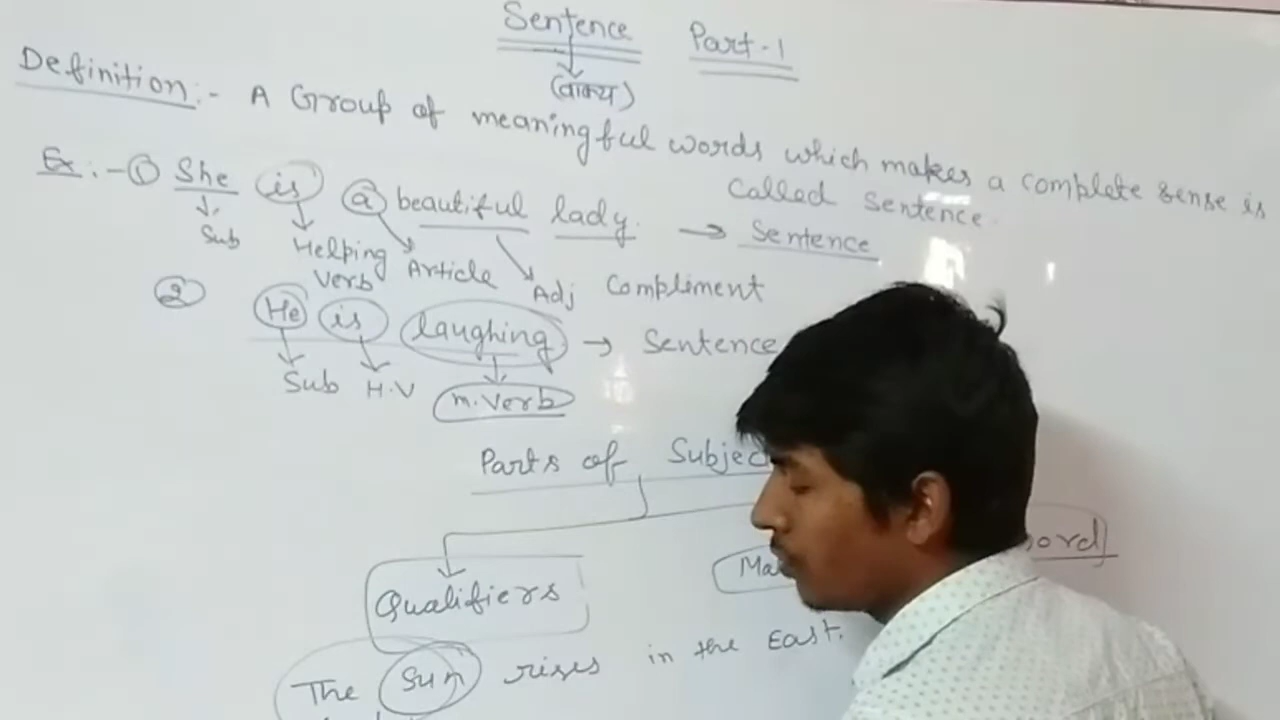 Sentence Part-1
(वाक्य)
Definition:- A Group of meaningful words which makes a complete sense is
called Sentence.
Ex:-① She is a beautiful lady. → Sentence
Sub Helping Verb Article Adj Compliment
② He is laughing → Sentence
Sub H.V m.verb
Parts of
Qualifiers
The Sun rises in the East.